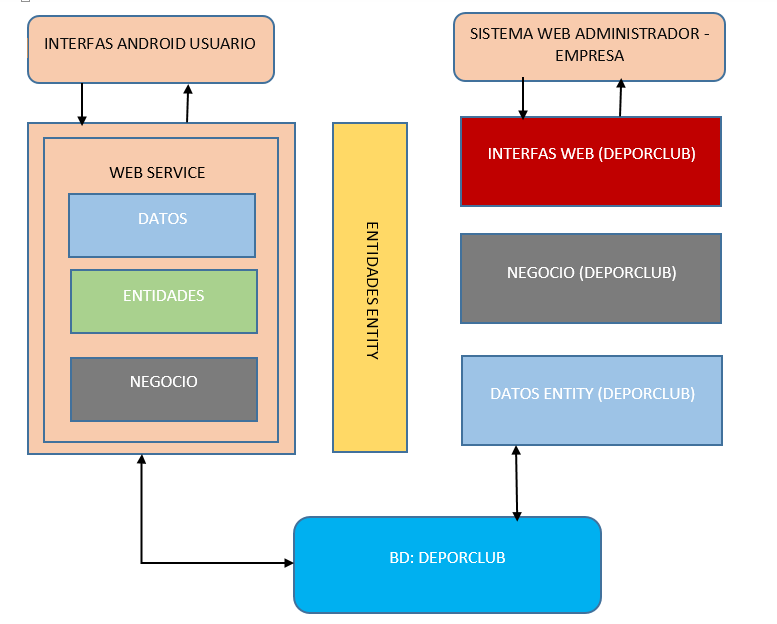 INTERFAS ANDROID USUARIO
SISTEMA WEB ADMINISTRADOR -
EMPRESA
WEB SERVICE
DATOS
ENTIDADES
NEGOCIO
ENTIDADES ENTITY
INTERFAS WEB (DEPORCLUB)
NEGOCIO (DEPORCLUB)
DATOS ENTITY (DEPORCLUB)
BD: DEPORCLUB